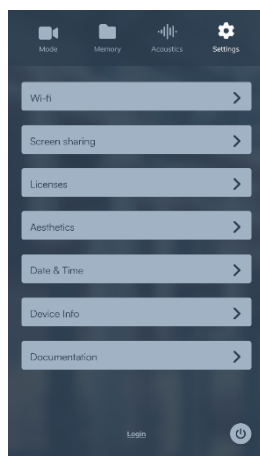 Mode
Memory
Acoustics
Settings
Wi-fi
Screen sharing
Licenses
Aesthetics
Date & Time
Device Info
Documentation
Login